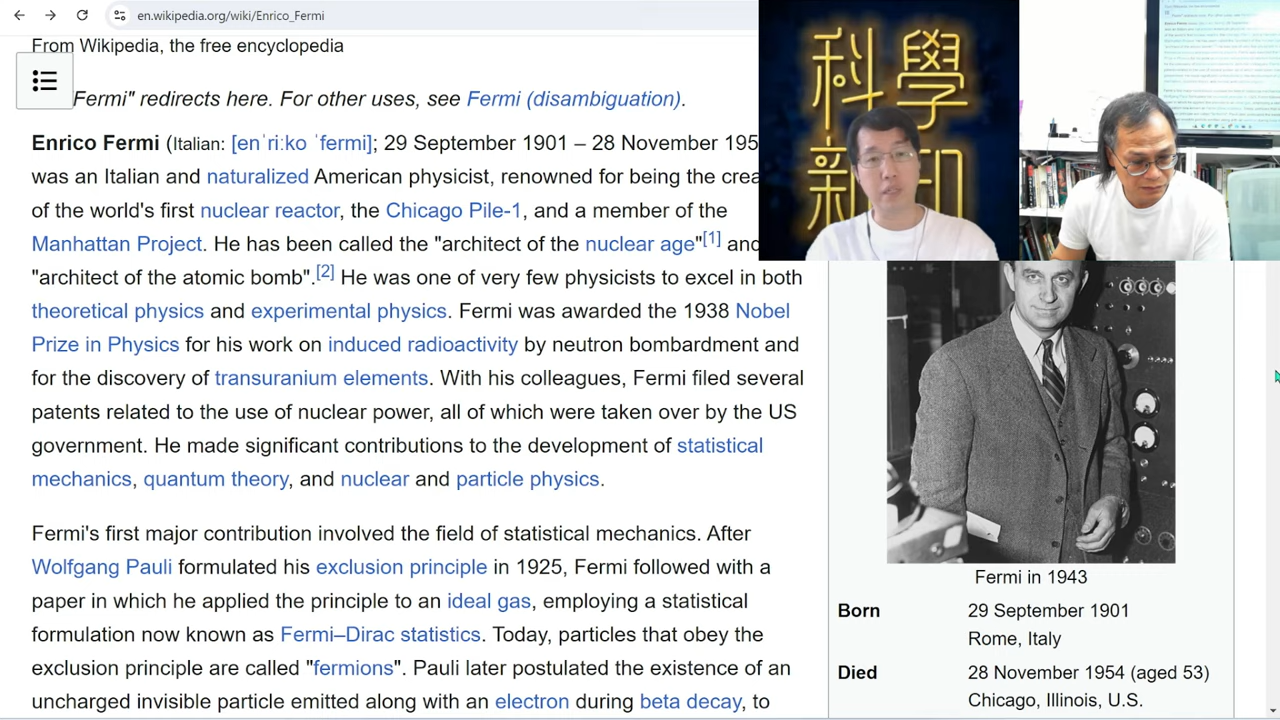 en.wikipedia.org/wiki/Enrico_Fermi
From Wikipedia, the free encyclopedia
Fermi" redirects here. For other uses, see Fermi (disambiguation).
Enrico Fermi (Italian: [enˈriːko ˈfermi]; 29 September 1901 – 28 November 195
was an Italian and naturalized American physicist, renowned for being the crea
of the world's first nuclear reactor, the Chicago Pile-1, and a member of the
Manhattan Project. He has been called the "architect of the nuclear age"[1] and
"architect of the atomic bomb".[2] He was one of very few physicists to excel in both
theoretical physics and experimental physics. Fermi was awarded the 1938 Nobel
Prize in Physics for his work on induced radioactivity by neutron bombardment and
for the discovery of transuranium elements. With his colleagues, Fermi filed several
patents related to the use of nuclear power, all of which were taken over by the US
government. He made significant contributions to the development of statistical
mechanics, quantum theory, and nuclear and particle physics.
Fermi's first major contribution involved the field of statistical mechanics. After
Wolfgang Pauli formulated his exclusion principle in 1925, Fermi followed with a
paper in which he applied the principle to an ideal gas, employing a statistical
formulation now known as Fermi–Dirac statistics. Today, particles that obey the
exclusion principle are called "fermions". Pauli later postulated the existence of an
uncharged invisible particle emitted along with an electron during beta decay, to
科學
新知
Fermi in 1943
Born 29 September 1901
Rome, Italy
Died 28 November 1954 (aged 53)
Chicago, Illinois, U.S.